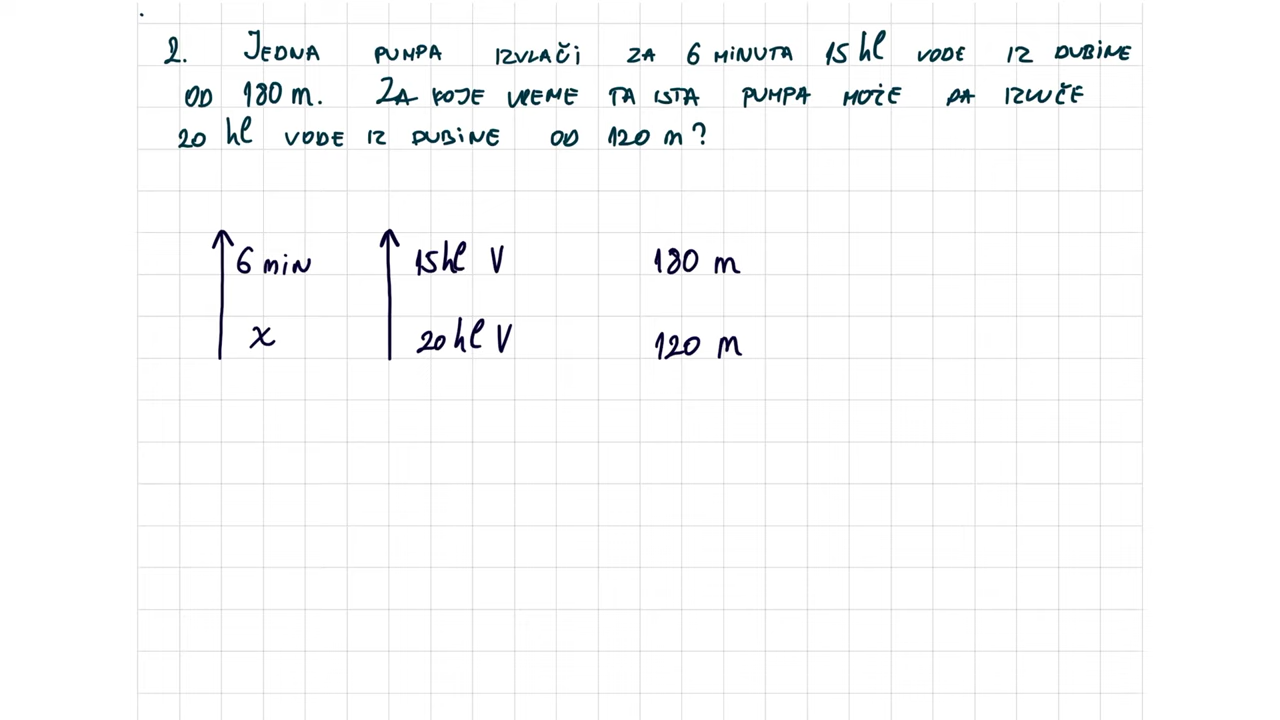 2. JEDNA PUMPA IZVLAČI ZA 6 MINUTA 15 hl VODE IZ DUBINE
OD 180 m. ZA KOJE VREME TA ISTA PUMPA MOŽE DA IZVUČE
20 hl VODE IZ DUBINE OD 120 m?
6 min 15 hl V 180 m
x 20 hl V 120 m